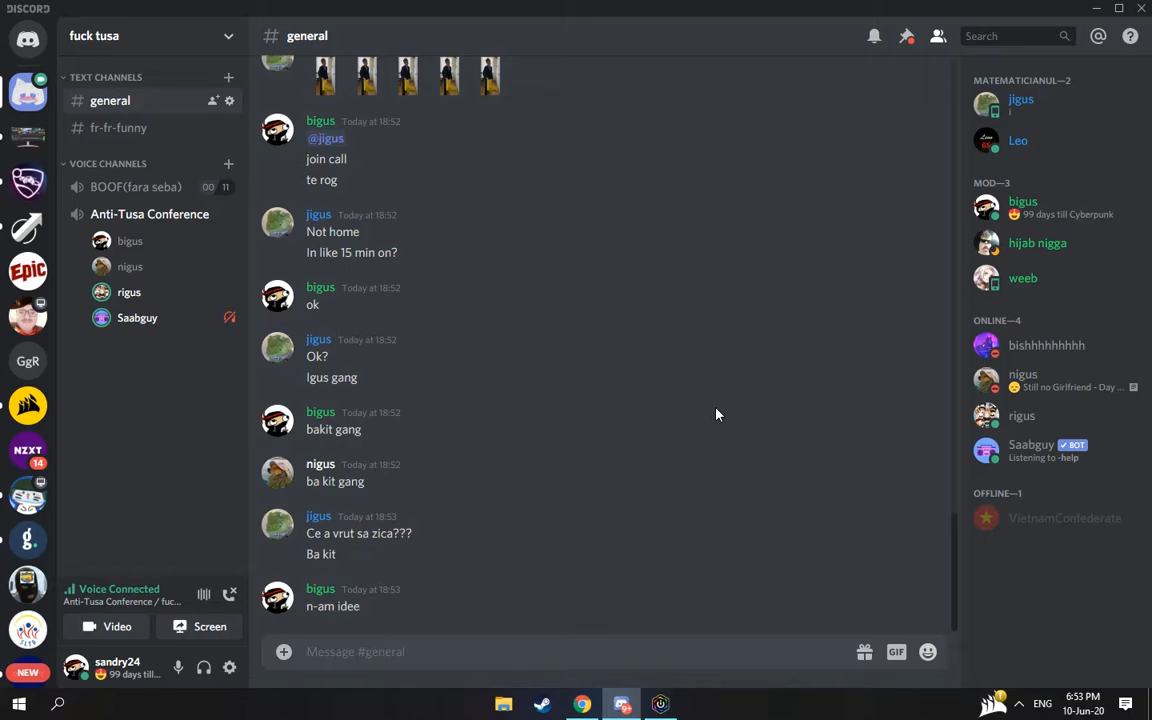 DISCORD
fuck tusa
# general
Search
TEXT CHANNELS
# general
# fr-fr-funny
VOICE CHANNELS
BOOF(fara seba) 00 11
Anti-Tusa Conference
bigus
nigus
rigus
Saabguy
Epic
GgR
NZXT
14
g.
NEW
Voice Connected
Anti-Tusa Conference / fuc...
Video
Screen
sandry24
99 days till...
bigus Today at 18:52
@jigus
join call
te rog
jigus Today at 18:52
Not home
In like 15 min on?
bigus Today at 18:52
ok
jigus Today at 18:52
Ok?
Igus gang
bigus Today at 18:52
bakit gang
nigus Today at 18:52
ba kit gang
jigus Today at 18:53
Ce a vrut sa zica???
Ba kit
bigus Today at 18:53
n-am idee
Message #general
GIF
MATEMATICIANUL—2
jigus
i
Leo
MOD—3
bigus
99 days till Cyberpunk
hijab nigga
weeb
ONLINE—4
bishhhhhhhhh
nigus
Still no Girlfriend - Day ...
rigus
Saabguy BOT
Listening to -help
OFFLINE—1
VietnamConfederate
9+
ENG
6:53 PM
10-Jun-20